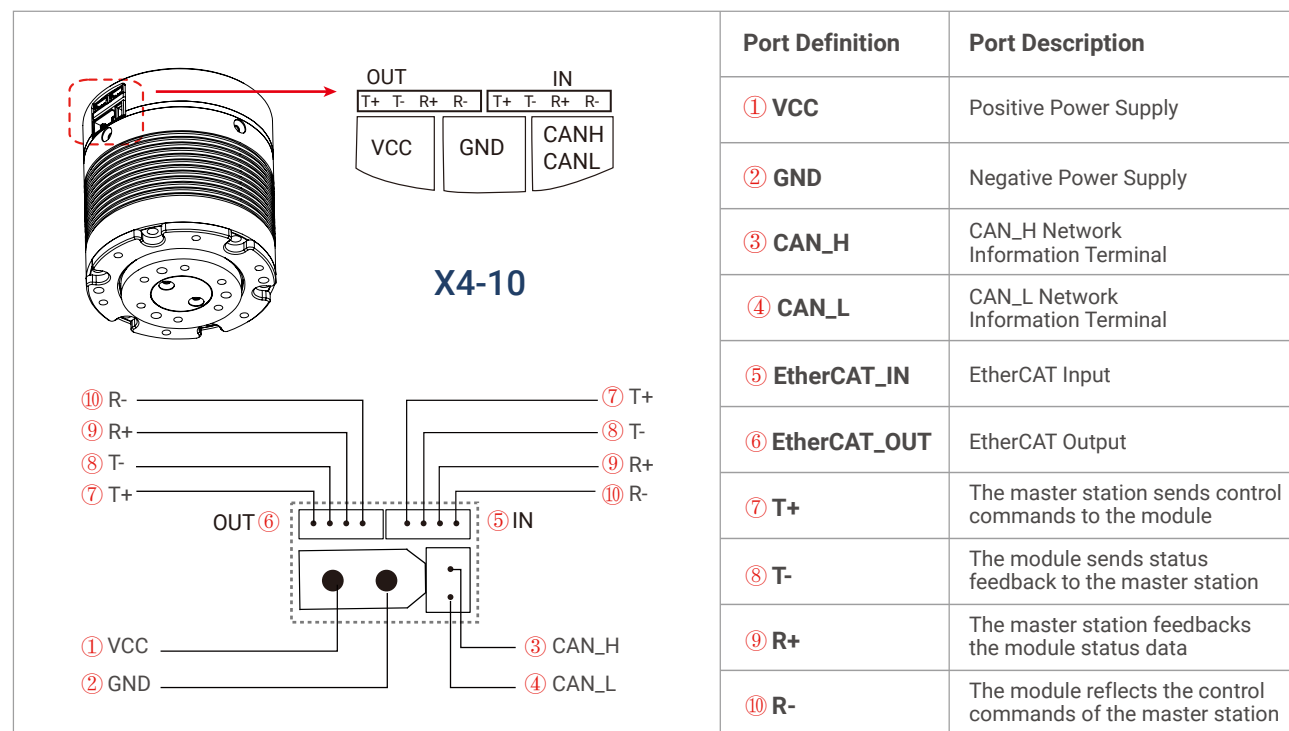 OUT IN
T+ T- R+ R- T+ T- R+ R-
VCC GND CANH
CANL
X4-10
⑩ R-
⑨ R+
⑧ T-
⑦ T+
⑦ T+
⑧ T-
⑨ R+
⑩ R-
OUT ⑥ ⑤ IN
① VCC
② GND
③ CAN_H
④ CAN_L
Port Definition Port Description
① VCC Positive Power Supply
② GND Negative Power Supply
③ CAN_H CAN_H Network
Information Terminal
④ CAN_L CAN_L Network
Information Terminal
⑤ EtherCAT_IN EtherCAT Input
⑥ EtherCAT_OUT EtherCAT Output
⑦ T+ The master station sends control
commands to the module
⑧ T- The module sends status
feedback to the master station
⑨ R+ The master station feedbacks
the module status data
⑩ R- The module reflects the control
commands of the master station